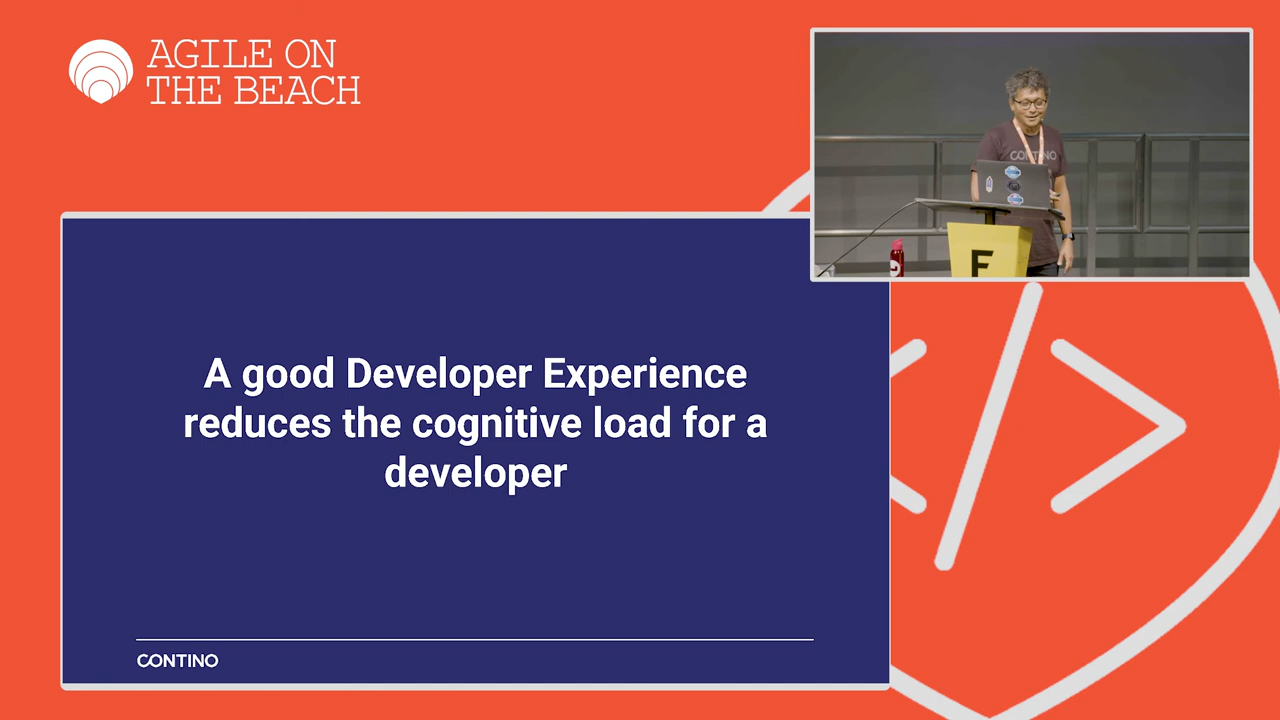 AGILE ON
THE BEACH
CONTINO
F
A good Developer Experience
reduces the cognitive load for a
developer
CONTINO